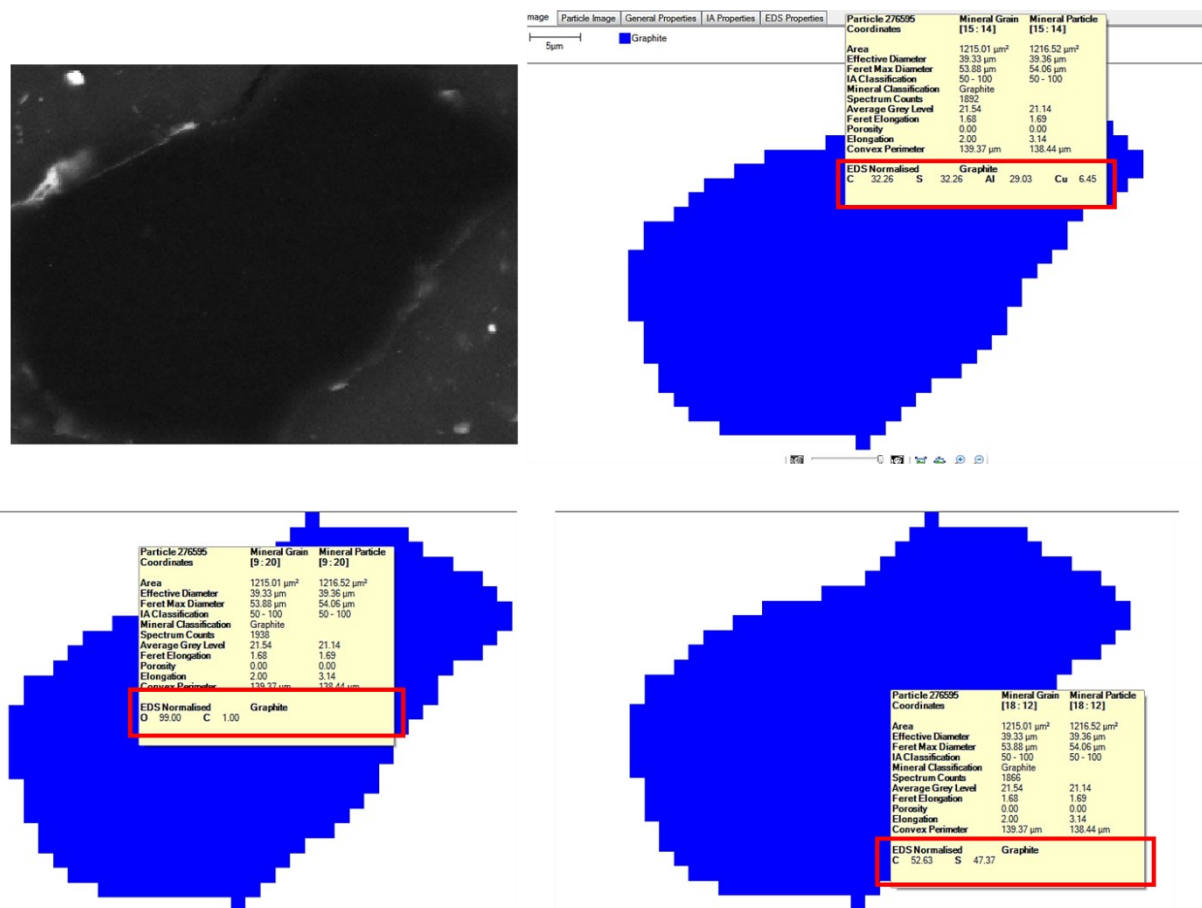 mage Particle Image General Properties IA Properties EDS Properties
5µm Graphite
Particle 276595 Mineral Grain Mineral Particle
Coordinates [15 : 14] [15 : 14]
Area 1215.01 µm² 1216.52 µm²
Effective Diameter 39.33 µm 39.36 µm
Feret Max Diameter 53.88 µm 54.06 µm
IA Classification 50 - 100 50 - 100
Mineral Classification Graphite
Spectrum Counts 1892
Average Grey Level 21.54 21.14
Feret Elongation 1.68 1.69
Porosity 0.00 0.00
Elongation 2.00 3.14
Convex Perimeter 139.37 µm 138.44 µm
EDS Normalised Graphite
C 32.26 S 32.26 Al 29.03 Cu 6.45
Particle 276595 Mineral Grain Mineral Particle
Coordinates [9 : 20] [9 : 20]
Area 1215.01 µm² 1216.52 µm²
Effective Diameter 39.33 µm 39.36 µm
Feret Max Diameter 53.88 µm 54.06 µm
IA Classification 50 - 100 50 - 100
Mineral Classification Graphite
Spectrum Counts 1938
Average Grey Level 21.54 21.14
Feret Elongation 1.68 1.69
Porosity 0.00 0.00
Elongation 2.00 3.14
Convex Perimeter 139.37 µm 138.44 µm
EDS Normalised Graphite
O 99.00 C 1.00
Particle 276595 Mineral Grain Mineral Particle
Coordinates [18 : 12] [18 : 12]
Area 1215.01 µm² 1216.52 µm²
Effective Diameter 39.33 µm 39.36 µm
Feret Max Diameter 53.88 µm 54.06 µm
IA Classification 50 - 100 50 - 100
Mineral Classification Graphite
Spectrum Counts 1866
Average Grey Level 21.54 21.14
Feret Elongation 1.68 1.69
Porosity 0.00 0.00
Elongation 2.00 3.14
Convex Perimeter 139.37 µm 138.44 µm
EDS Normalised Graphite
C 52.63 S 47.37